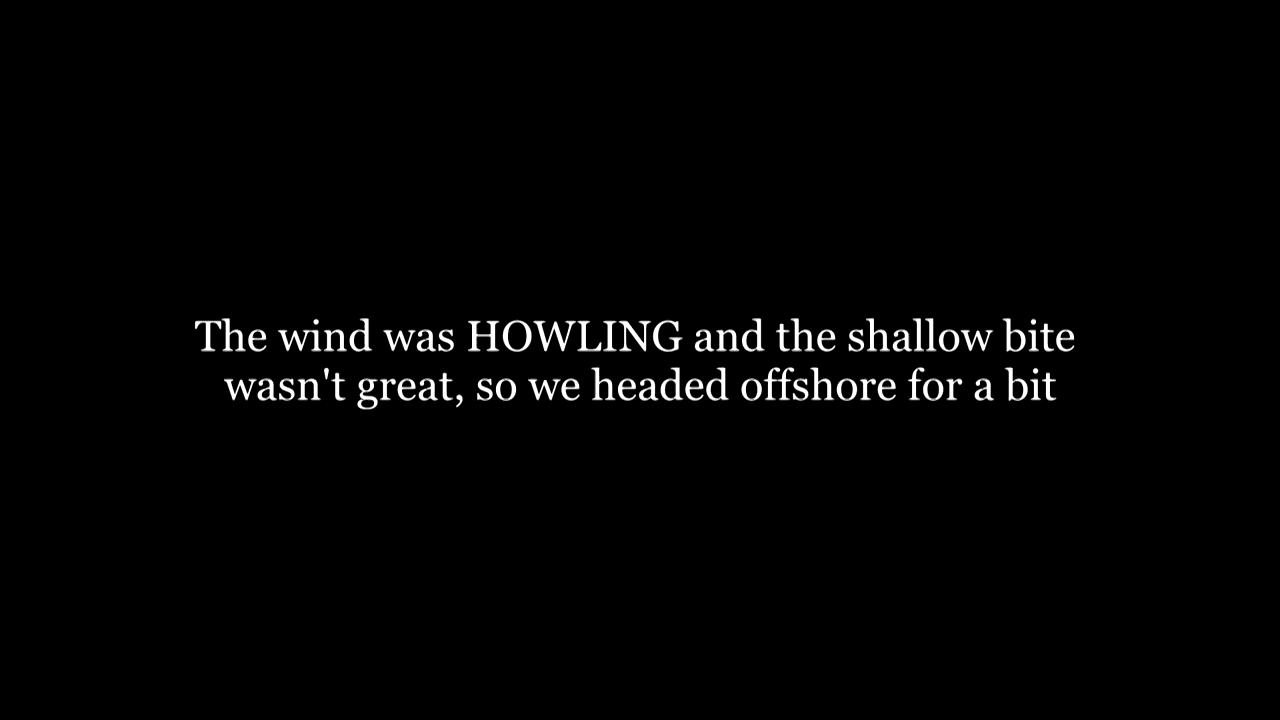 The wind was HOWLING and the shallow bite
wasn't great, so we headed offshore for a bit